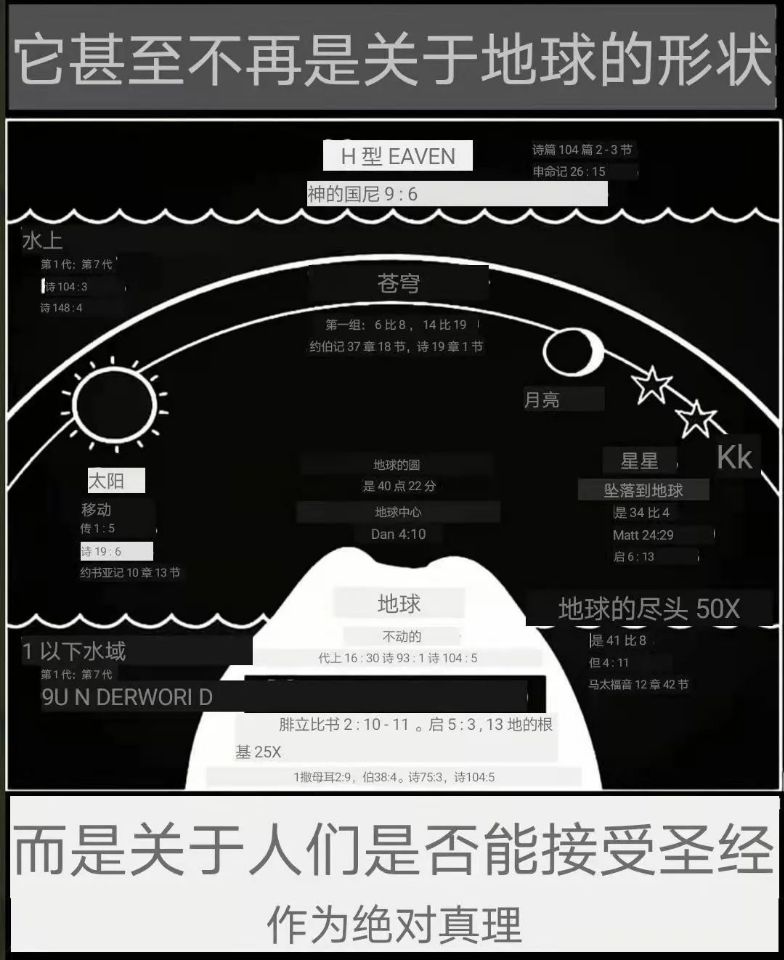 它甚至不再是关于地球的形状
H 型 EAVEN
神的国尼 9 : 6
诗篇 104 篇 2 - 3 节
申命记 26 : 15
水上
第 1 代：第 7 代
诗 104 : 3
诗 148 : 4
苍穹
第一组： 6 比 8 ， 14 比 19
约伯记 37 章 18 节，诗 19 章 1 节
月亮
太阳
移动
传 1 : 5
诗 19 : 6
约书亚记 10 章 13 节
地球的圆
是 40 点 22 分
地球中心
Dan 4:10
星星
Kk
坠落到地球
是 34 比 4
Matt 24:29
启 6 : 13
地球
不动的
代上 16 : 30 诗 93 : 1 诗 104 : 5
地球的尽头 50X
是 41 比 8
但 4 : 11
马太福音 12 章 42 节
1 以下水域
第 1 代：第七代
9U N DERWORI D
腓立比书 2 : 10 - 11 。启 5 : 3 , 13 地的根
基 25X
1撒母耳2:9，伯38:4。诗75:3，诗104:5
而是关于人们是否能接受圣经
作为绝对真理